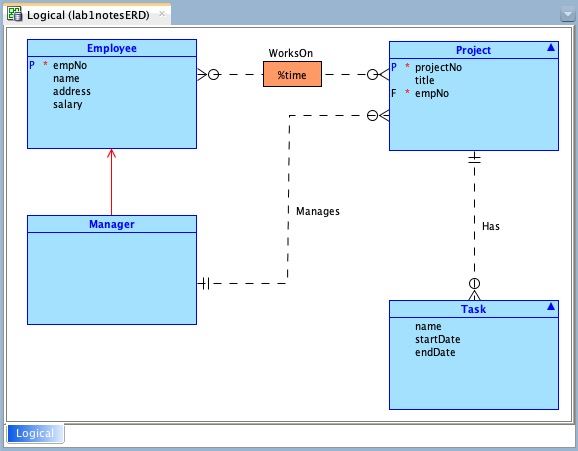 Logical (lab1notesERD)
Employee
P * empNo
name
address
salary
WorksOn
%time
Project
P * projectNo
title
F * empNo
Manager
Manages
Has
Task
name
startDate
endDate
Logical